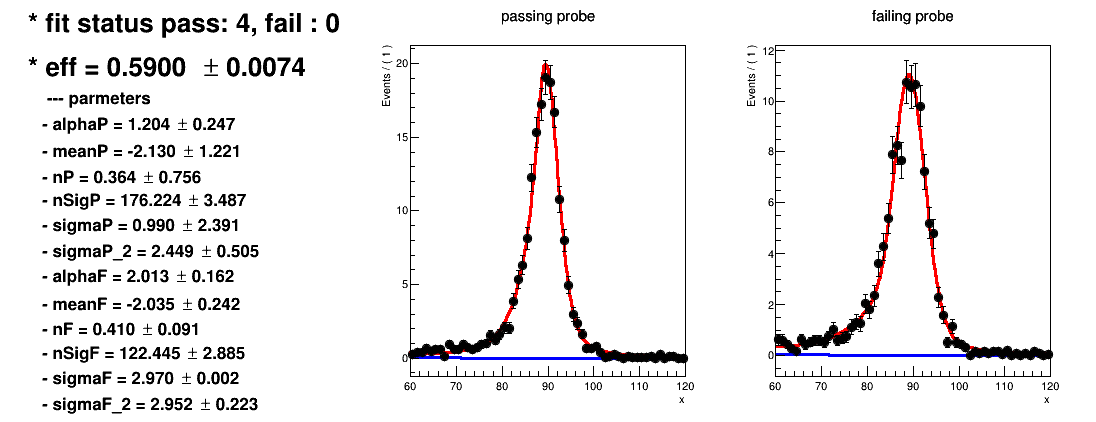 * fit status pass: 4, fail : 0
* eff = 0.5900 ± 0.0074
--- parmeters
- alphaP = 1.204 ± 0.247
- meanP = -2.130 ± 1.221
- nP = 0.364 ± 0.756
- nSigP = 176.224 ± 3.487
- sigmaP = 0.990 ± 2.391
- sigmaP_2 = 2.449 ± 0.505
- alphaF = 2.013 ± 0.162
- meanF = -2.035 ± 0.242
- nF = 0.410 ± 0.091
- nSigF = 122.445 ± 2.885
- sigmaF = 2.970 ± 0.002
- sigmaF_2 = 2.952 ± 0.223
passing probe
Events / ( 1 )
20
15
10
5
0
60 70 80 90 100 110 120
x
failing probe
Events / ( 1 )
12
10
8
6
4
2
0
60 70 80 90 100 110 120
x